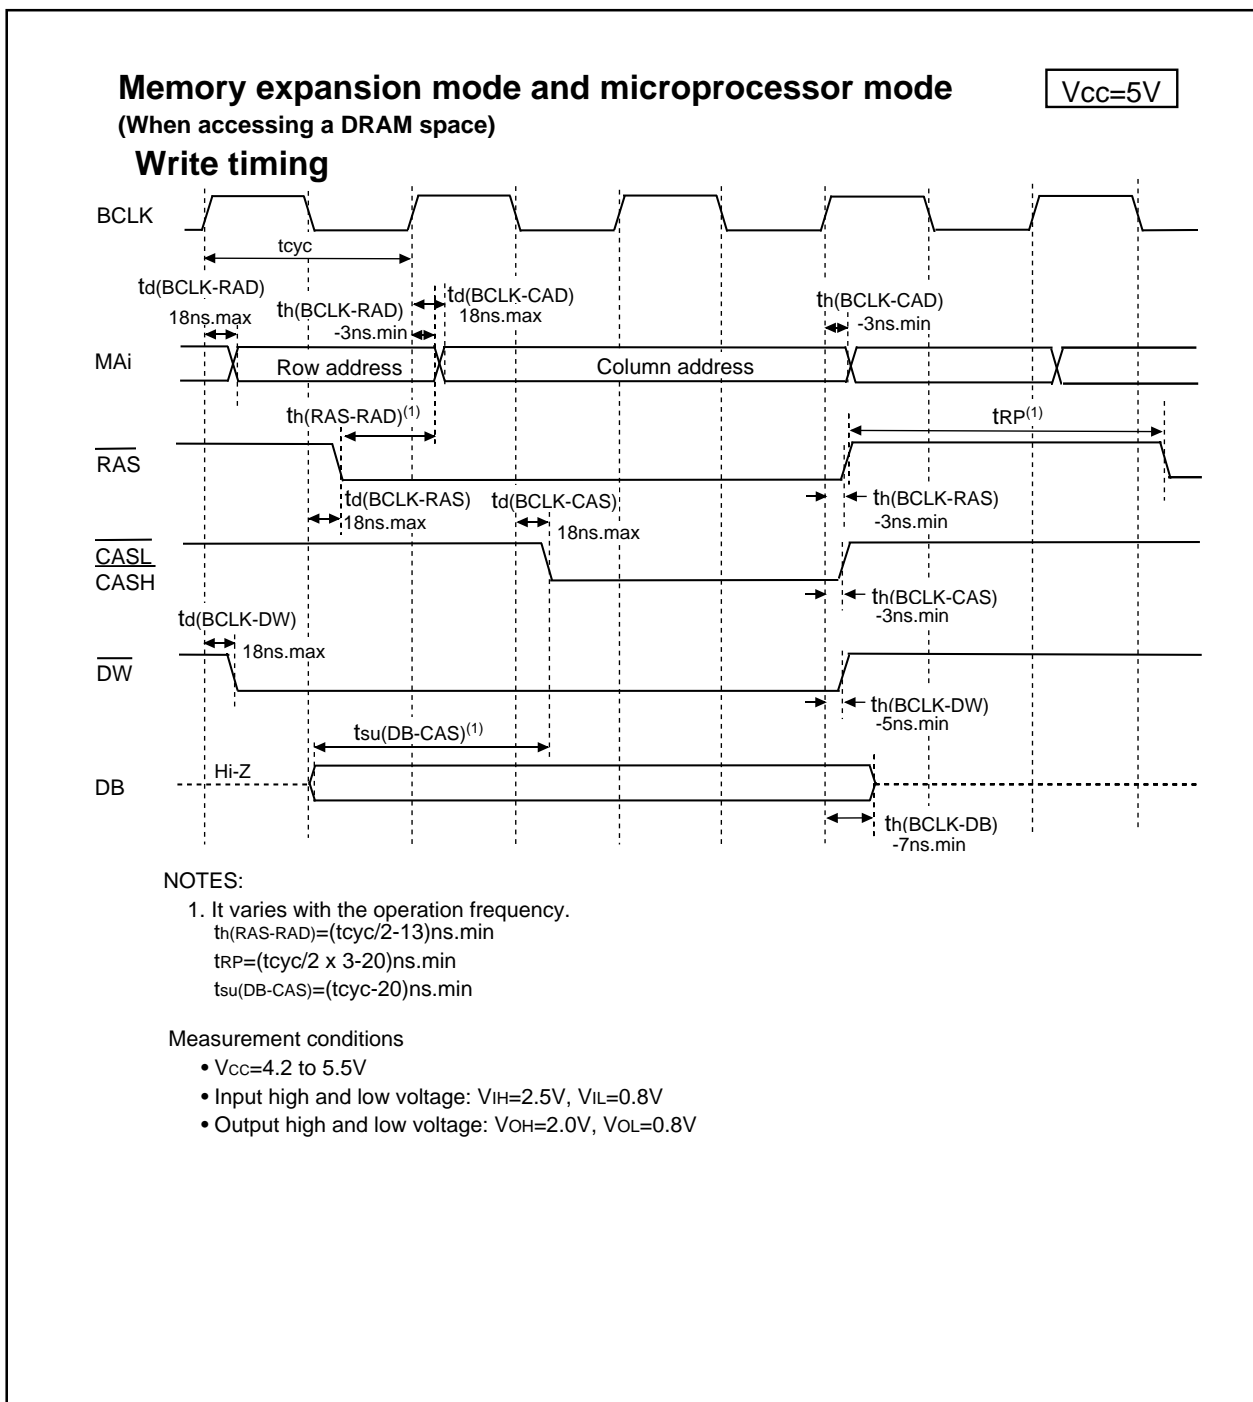 Memory expansion mode and microprocessor mode
Vcc=5V
(When accessing a DRAM space)
Write timing
BCLK
tcyc
td(BCLK-RAD)
18ns.max
th(BCLK-RAD)
-3ns.min
td(BCLK-CAD)
18ns.max
th(BCLK-CAD)
-3ns.min
MAi
Row address
Column address
th(RAS-RAD)(1)
tRP(1)
RAS
td(BCLK-RAS)
18ns.max
td(BCLK-CAS)
18ns.max
th(BCLK-RAS)
-3ns.min
CASL
CASH
th(BCLK-CAS)
-3ns.min
td(BCLK-DW)
18ns.max
DW
th(BCLK-DW)
-5ns.min
tsu(DB-CAS)(1)
Hi-Z
DB
th(BCLK-DB)
-7ns.min
NOTES:
1. It varies with the operation frequency.
th(RAS-RAD)=(tcyc/2-13)ns.min
tRP=(tcyc/2 x 3-20)ns.min
tsu(DB-CAS)=(tcyc-20)ns.min
Measurement conditions
• VCC=4.2 to 5.5V
• Input high and low voltage: VIH=2.5V, VIL=0.8V
• Output high and low voltage: VOH=2.0V, VOL=0.8V